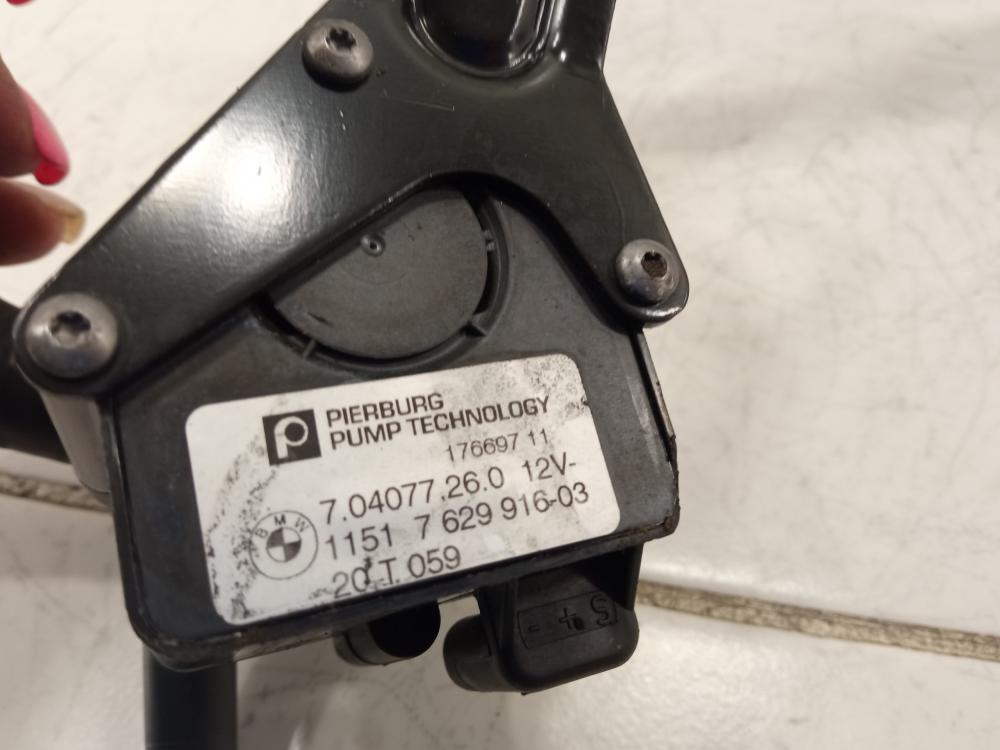 PIERBURG
PUMP TECHNOLOGY
176697 11
7.04077.26.0 12V-
BMW
1151 7 629 916-03
20.T. 059
- + S